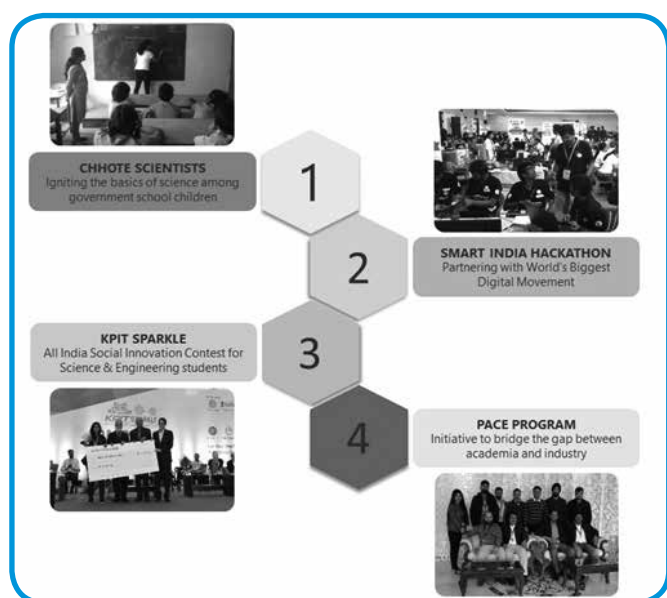 1
CHHOTE SCIENTISTS
Igniting the basics of science among
government school children
2
SMART INDIA HACKATHON
Partnering with World's Biggest
Digital Movement
3
KPIT SPARKLE
All India Social Innovation Contest for
Science & Engineering students
4
PACE PROGRAM
Initiative to bridge the gap between
academia and industry